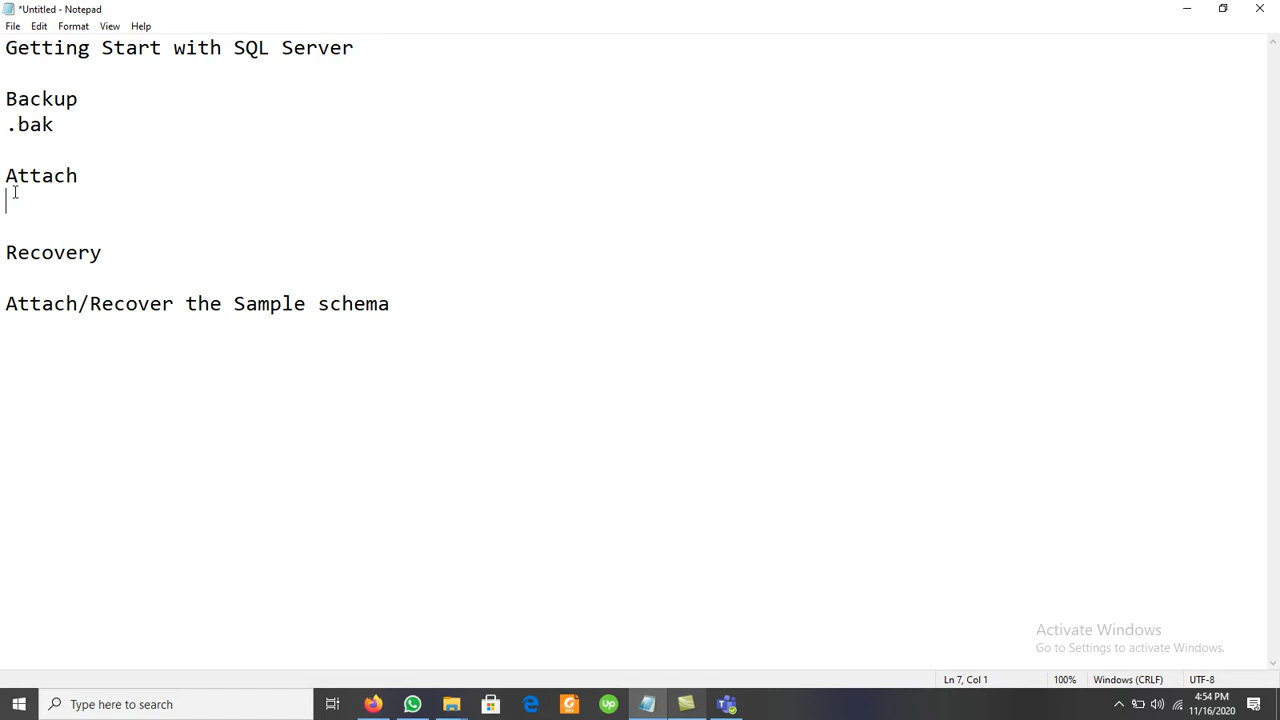 *Untitled - Notepad
File Edit Format View Help
Getting Start with SQL Server
Backup
.bak
Attach
Recovery
Attach/Recover the Sample schema
Activate Windows
Go to Settings to activate Windows.
Ln 7, Col 1 100% Windows (CRLF) UTF-8
Type here to search
Up
4:54 PM
11/16/2020